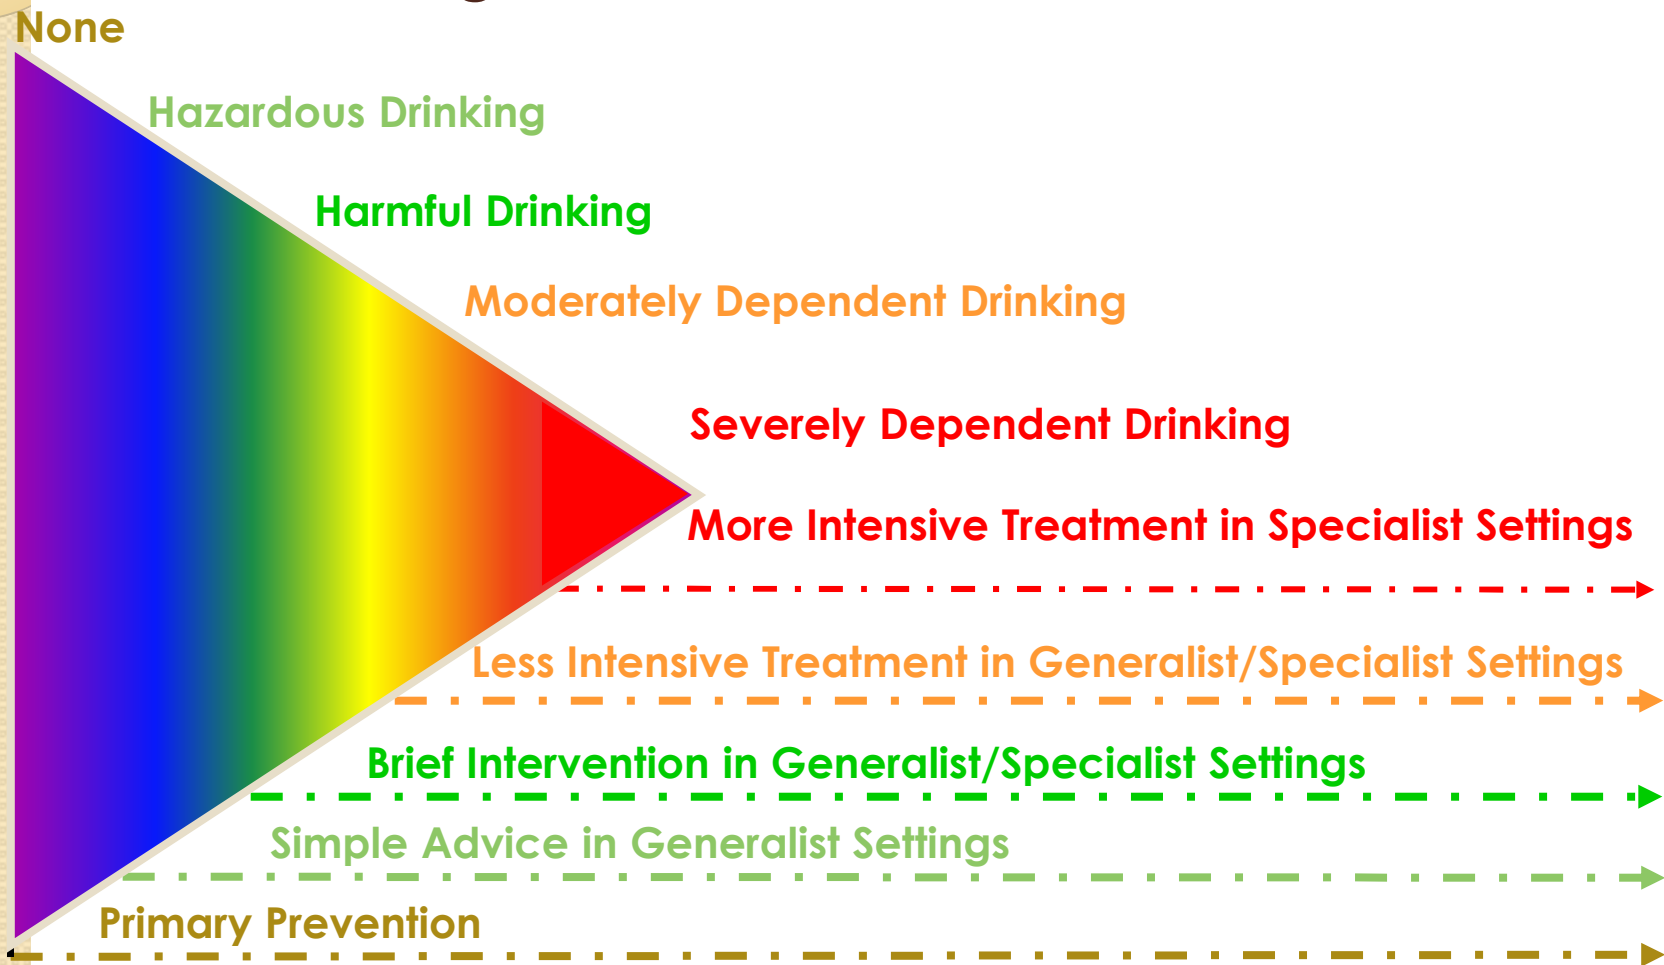 None
Hazardous Drinking
Harmful Drinking
Moderately Dependent Drinking
Severely Dependent Drinking
More Intensive Treatment in Specialist Settings
Less Intensive Treatment in Generalist/Specialist Settings
Brief Intervention in Generalist/Specialist Settings
Simple Advice in Generalist Settings
Primary Prevention